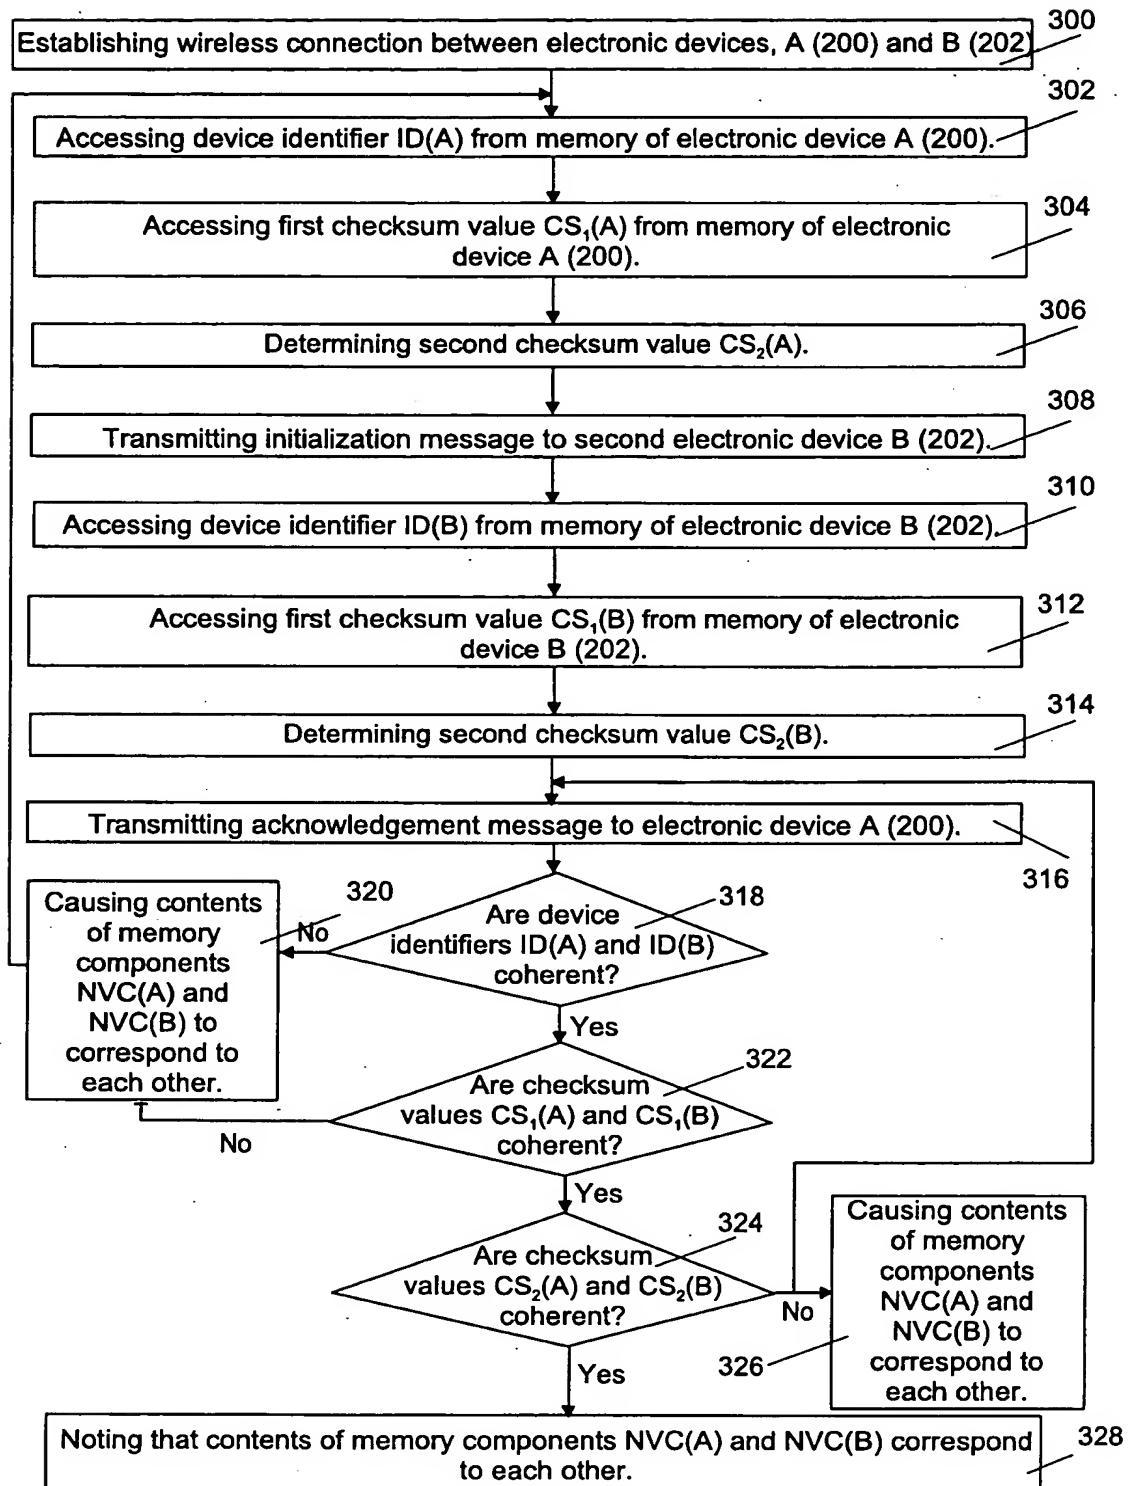 300
Establishing wireless connection between electronic devices, A (200) and B (202)
302
Accessing device identifier ID(A) from memory of electronic device A (200).
304
Accessing first checksum value CS₁(A) from memory of electronic
device A (200).
306
Determining second checksum value CS₂(A).
308
Transmitting initialization message to second electronic device B (202).
310
Accessing device identifier ID(B) from memory of electronic device B (202).
312
Accessing first checksum value CS₁(B) from memory of electronic
device B (202).
314
Determining second checksum value CS₂(B).
Transmitting acknowledgement message to electronic device A (200).
316
318
Are device
identifiers ID(A) and ID(B)
coherent?
No
320
Causing contents
of memory
components
NVC(A) and
NVC(B) to
correspond to
each other.
Yes
322
Are checksum
values CS₁(A) and CS₁(B)
coherent?
No
Yes
324
Are checksum
values CS₂(A) and CS₂(B)
coherent?
No
Causing contents
of memory
components
NVC(A) and
NVC(B) to
correspond to
each other.
326
Yes
Noting that contents of memory components NVC(A) and NVC(B) correspond
to each other.
328